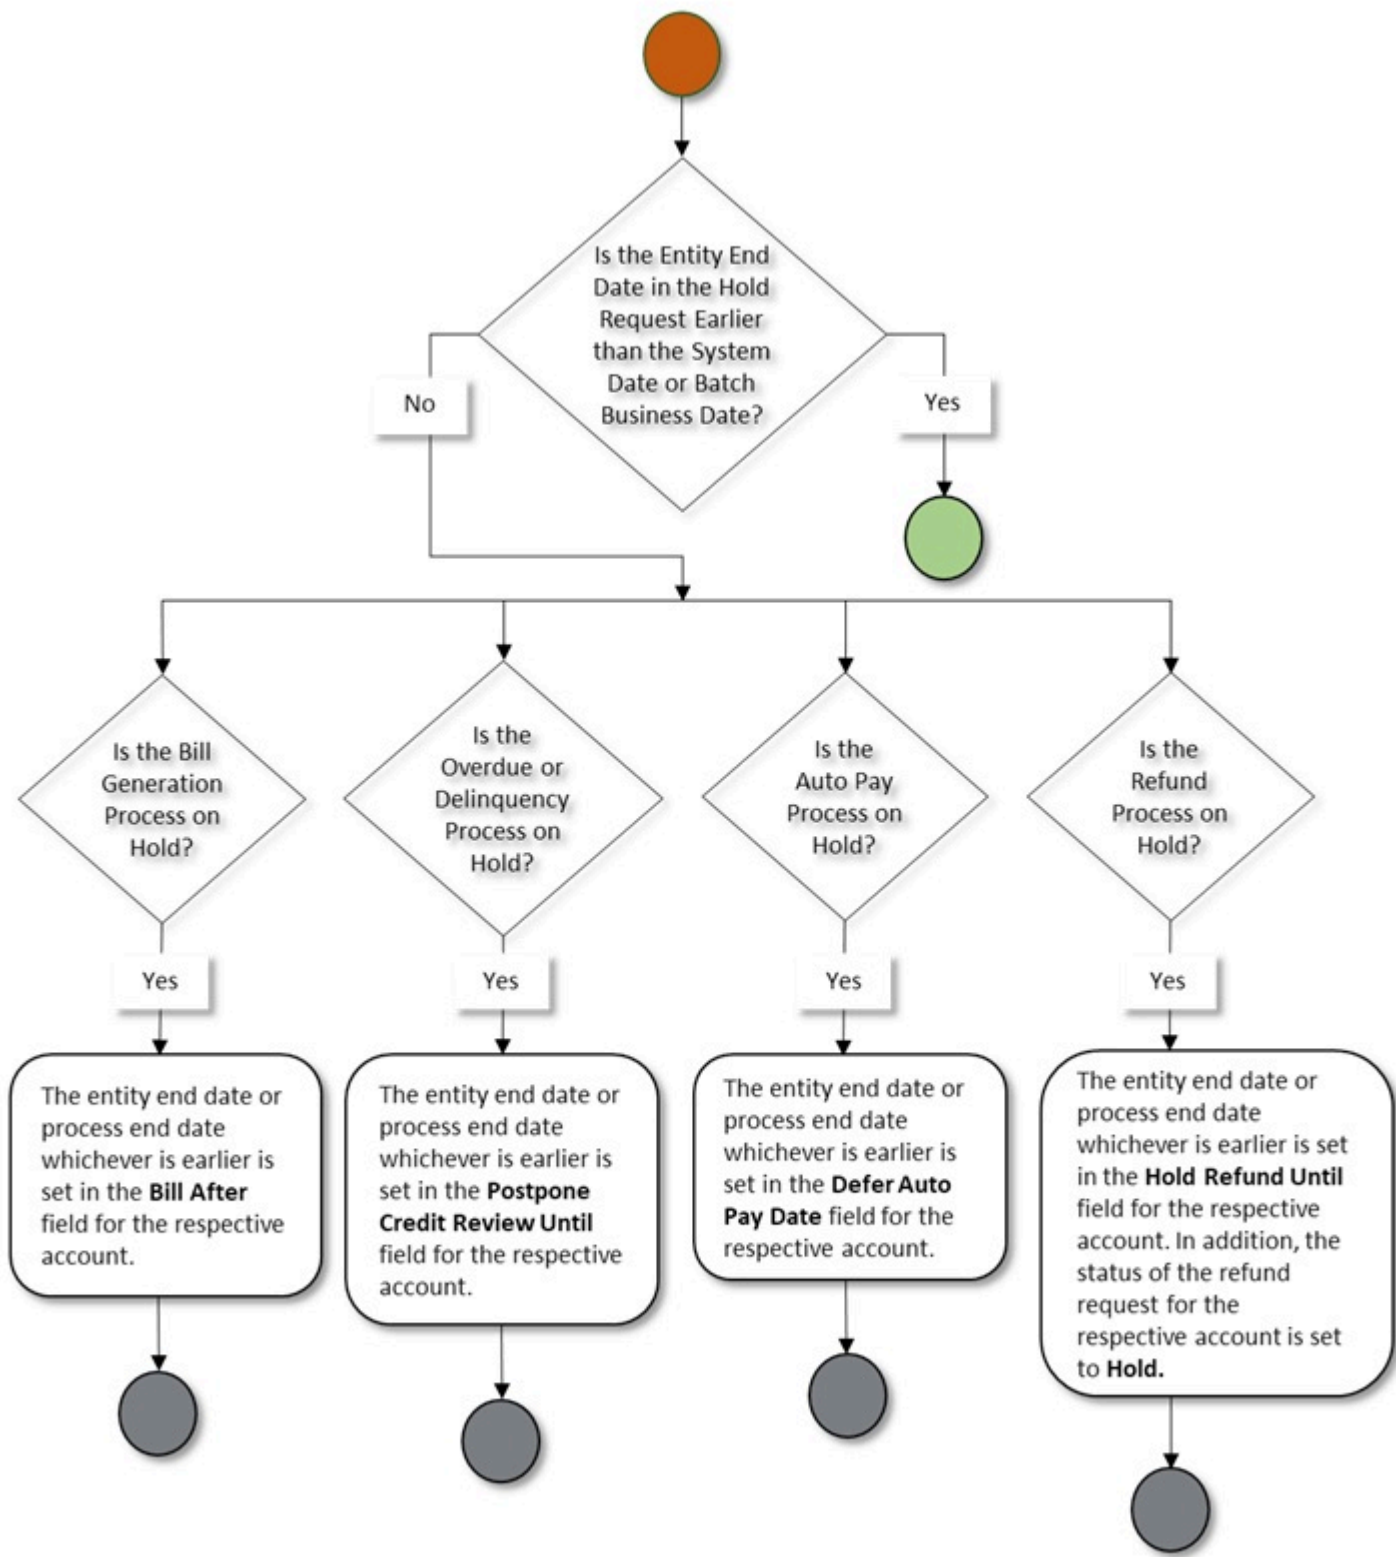 Is the Entity End
Date in the Hold
Request Earlier
than the System
Date or Batch
Business Date?
No
Yes
Is the Bill
Generation
Process on
Hold?
Is the
Overdue or
Delinquency
Process on
Hold?
Is the
Auto Pay
Process on
Hold?
Is the
Refund
Process on
Hold?
Yes
Yes
Yes
Yes
The entity end date or
process end date
whichever is earlier is
set in the Bill After
field for the respective
account.
The entity end date or
process end date
whichever is earlier is
set in the Postpone
Credit Review Until
field for the respective
account.
The entity end date or
process end date
whichever is earlier is
set in the Defer Auto
Pay Date field for the
respective account.
The entity end date or
process end date
whichever is earlier is set
in the Hold Refund Until
field for the respective
account. In addition, the
status of the refund
request for the
respective account is set
to Hold.